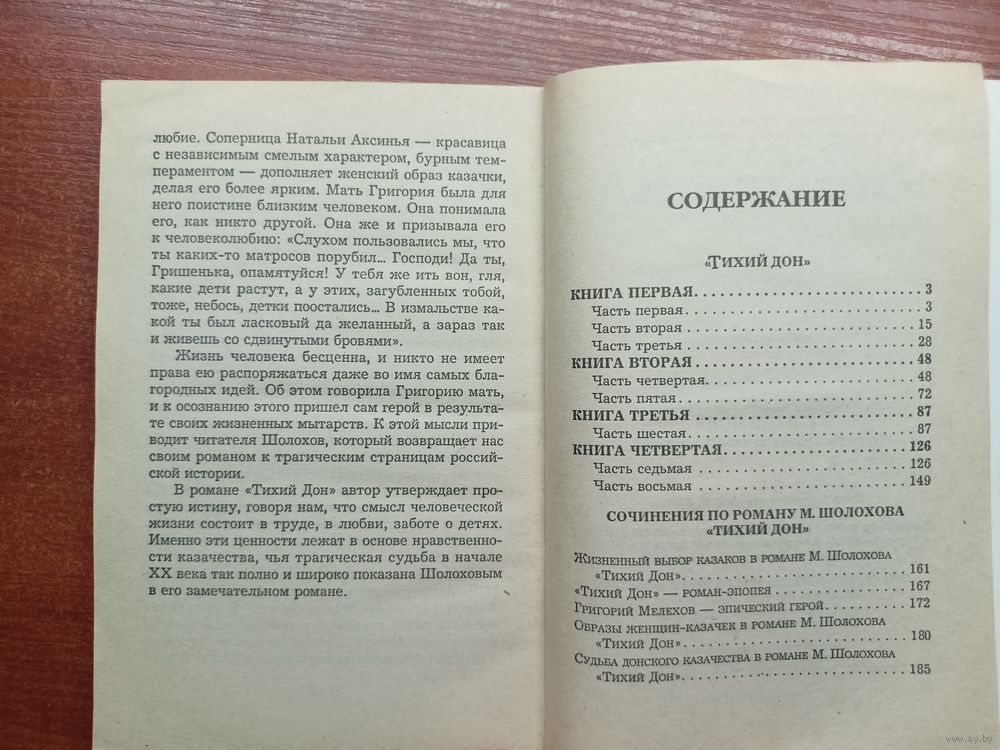 любие. Соперница Натальи Аксинья — красавица
с независимым смелым характером, бурным тем-
пераментом — дополняет женский образ казачки,
делая его более ярким. Мать Григория была для
него поистине близким человеком. Она понимала
его, как никто другой. Она же и призывала его
к человеколюбию: «Слухом пользовались мы, что
ты каких-то матросов порубил... Господи! Да ты,
Гришенька, опамятуйся! У тебя же ить вон, гля,
какие дети растут, а у этих, загубленных тобой,
тоже, небось, детки поостались... В измальстве ка-
кой ты был ласковый да желанный, а зараз так
и живешь со сдвинутыми бровями».
Жизнь человека бесценна, и никто не имеет
права ею распоряжаться даже во имя самых бла-
городных идей. Об этом говорила Григорию мать,
и к осознанию этого пришел сам герой в результа-
те своих жизненных мытарств. К этой мысли при-
водит читателя Шолохов, который возвращает нас
своим романом к трагическим страницам россий-
ской истории.
В романе «Тихий Дон» автор утверждает про-
стую истину, говоря нам, что смысл человеческой
жизни состоит в труде, в любви, заботе о детях.
Именно эти ценности лежат в основе нравственно-
сти казачества, чья трагическая судьба в начале
XX века так полно и широко показана Шолоховым
в его замечательном романе.
СОДЕРЖАНИЕ
«ТИХИЙ ДОН»
КНИГА ПЕРВАЯ. . . . . . . . . . . . . . . . . . . . . . . . . 3
Часть первая. . . . . . . . . . . . . . . . . . . . . . . . . 3
Часть вторая . . . . . . . . . . . . . . . . . . . . . . . . 15
Часть третья . . . . . . . . . . . . . . . . . . . . . . . . 28
КНИГА ВТОРАЯ . . . . . . . . . . . . . . . . . . . . . . . . 48
Часть четвертая. . . . . . . . . . . . . . . . . . . . . . 48
Часть пятая . . . . . . . . . . . . . . . . . . . . . . . . 72
КНИГА ТРЕТЬЯ . . . . . . . . . . . . . . . . . . . . . . . . 87
Часть шестая. . . . . . . . . . . . . . . . . . . . . . . . 87
КНИГА ЧЕТВЕРТАЯ. . . . . . . . . . . . . . . . . . . . 126
Часть седьмая . . . . . . . . . . . . . . . . . . . . . . 126
Часть восьмая . . . . . . . . . . . . . . . . . . . . . . 149
СОЧИНЕНИЯ ПО РОМАНУ М. ШОЛОХОВА
«ТИХИЙ ДОН»
ЖИЗНЕННЫЙ ВЫБОР КАЗАКОВ В РОМАНЕ М. ШОЛОХОВА
«ТИХИЙ ДОН». . . . . . . . . . . . . . . . . . . . . . . . 161
«ТИХИЙ ДОН» — РОМАН-ЭПОПЕЯ . . . . . . . . . . . . 167
ГРИГОРИЙ МЕЛЕХОВ — ЭПИЧЕСКИЙ ГЕРОЙ. . . . . . . . . 172
ОБРАЗЫ ЖЕНЩИН-КАЗАЧЕК В РОМАНЕ М. ШОЛОХОВА
«ТИХИЙ ДОН» . . . . . . . . . . . . . . . . . . . . . . . . 180
СУДЬБА ДОНСКОГО КАЗАЧЕСТВА В РОМАНЕ М. ШОЛОХОВА
«ТИХИЙ ДОН». . . . . . . . . . . . . . . . . . . . . . . . 185
www.ay.by